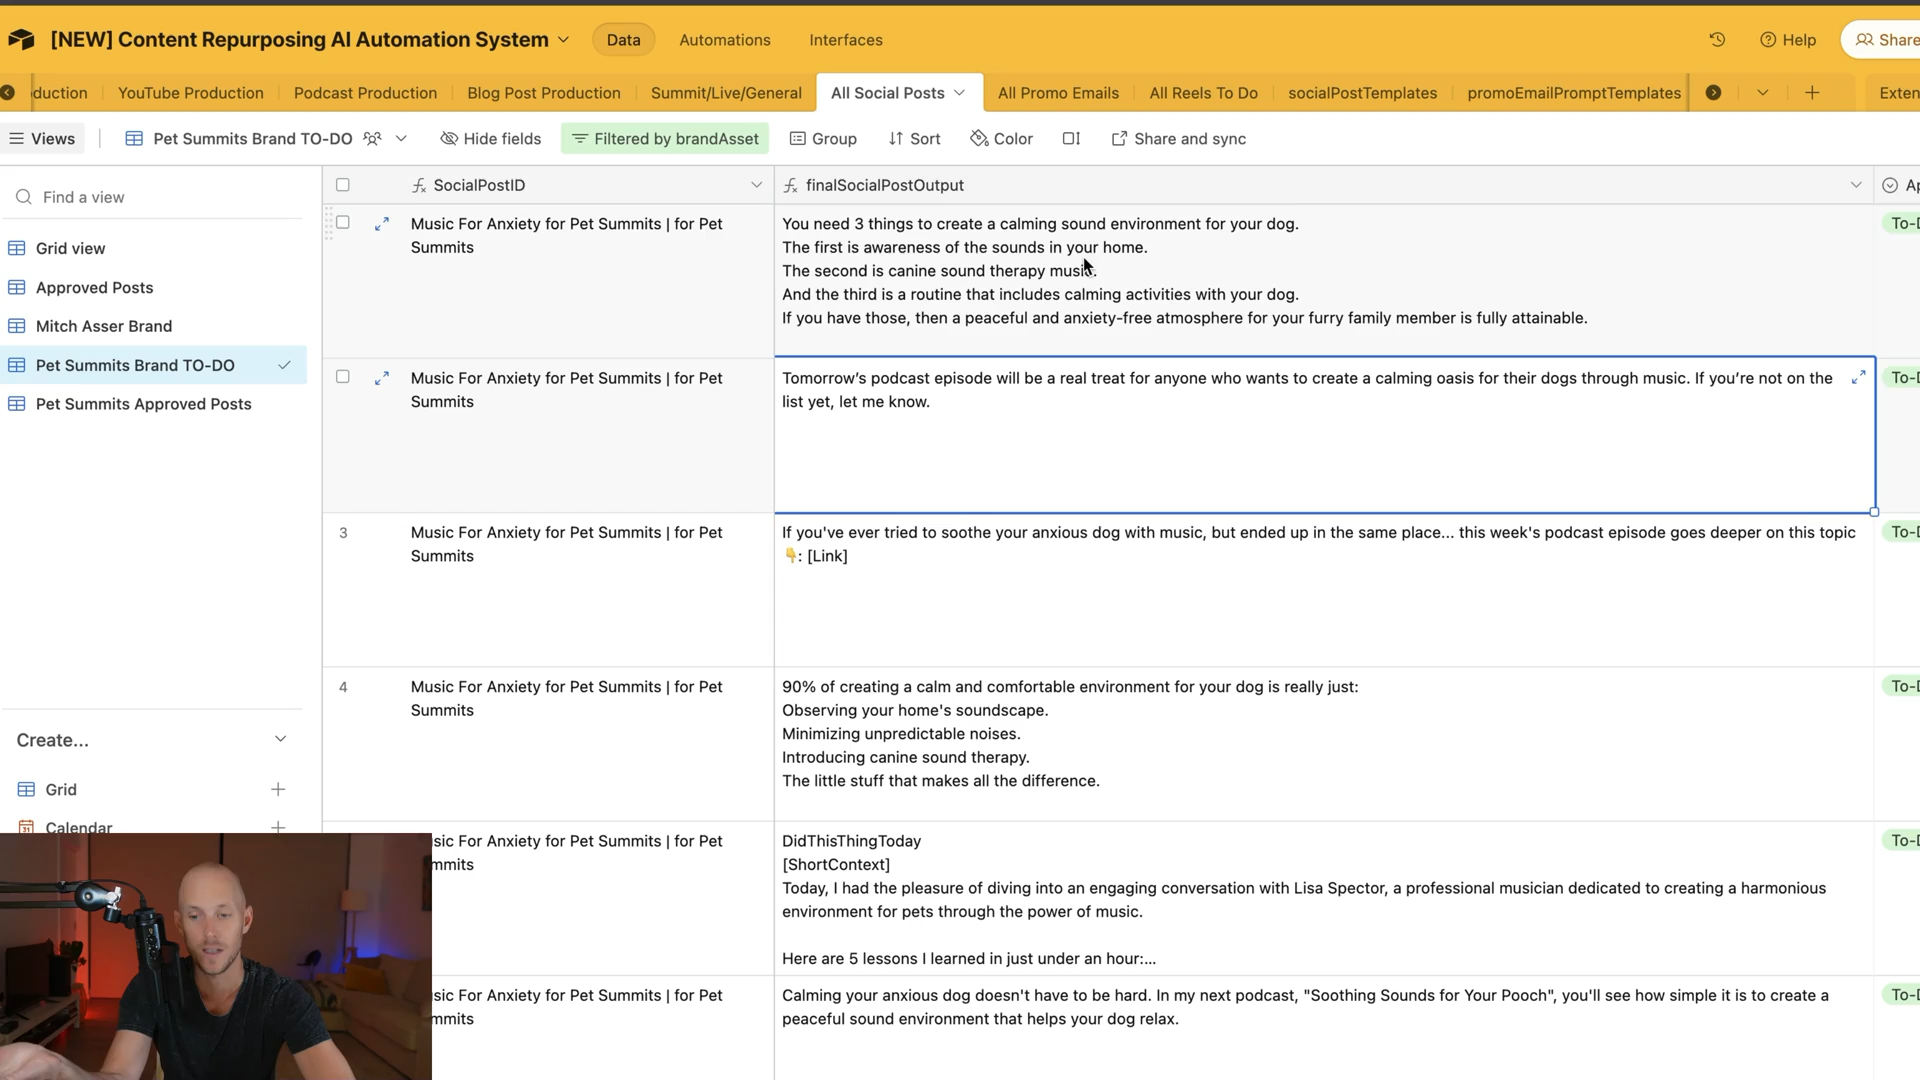 [NEW] Content Repurposing AI Automation System
Data
Automations
Interfaces
Help
Share
duction
YouTube Production
Podcast Production
Blog Post Production
Summit/Live/General
All Social Posts
All Promo Emails
All Reels To Do
socialPostTemplates
promoEmailPromptTemplates
Exten
Views
Pet Summits Brand TO-DO
Hide fields
Filtered by brandAsset
Group
Sort
Color
Share and sync
Find a view
Grid view
Approved Posts
Mitch Asser Brand
Pet Summits Brand TO-DO
Pet Summits Approved Posts
Create...
Grid
Calendar
SocialPostID
finalSocialPostOutput
Ap
Music For Anxiety for Pet Summits | for Pet
Summits
You need 3 things to create a calming sound environment for your dog.
The first is awareness of the sounds in your home.
The second is canine sound therapy music.
And the third is a routine that includes calming activities with your dog.
If you have those, then a peaceful and anxiety-free atmosphere for your furry family member is fully attainable.
To-D
Music For Anxiety for Pet Summits | for Pet
Summits
Tomorrow’s podcast episode will be a real treat for anyone who wants to create a calming oasis for their dogs through music. If you’re not on the
list yet, let me know.
To-D
3
Music For Anxiety for Pet Summits | for Pet
Summits
If you've ever tried to soothe your anxious dog with music, but ended up in the same place... this week's podcast episode goes deeper on this topic
👇: [Link]
To-D
4
Music For Anxiety for Pet Summits | for Pet
Summits
90% of creating a calm and comfortable environment for your dog is really just:
Observing your home's soundscape.
Minimizing unpredictable noises.
Introducing canine sound therapy.
The little stuff that makes all the difference.
To-D
sic For Anxiety for Pet Summits | for Pet
mmits
DidThisThingToday
[ShortContext]
Today, I had the pleasure of diving into an engaging conversation with Lisa Spector, a professional musician dedicated to creating a harmonious
environment for pets through the power of music.
Here are 5 lessons I learned in just under an hour:...
To-D
sic For Anxiety for Pet Summits | for Pet
mmits
Calming your anxious dog doesn't have to be hard. In my next podcast, "Soothing Sounds for Your Pooch", you'll see how simple it is to create a
peaceful sound environment that helps your dog relax.
To-D